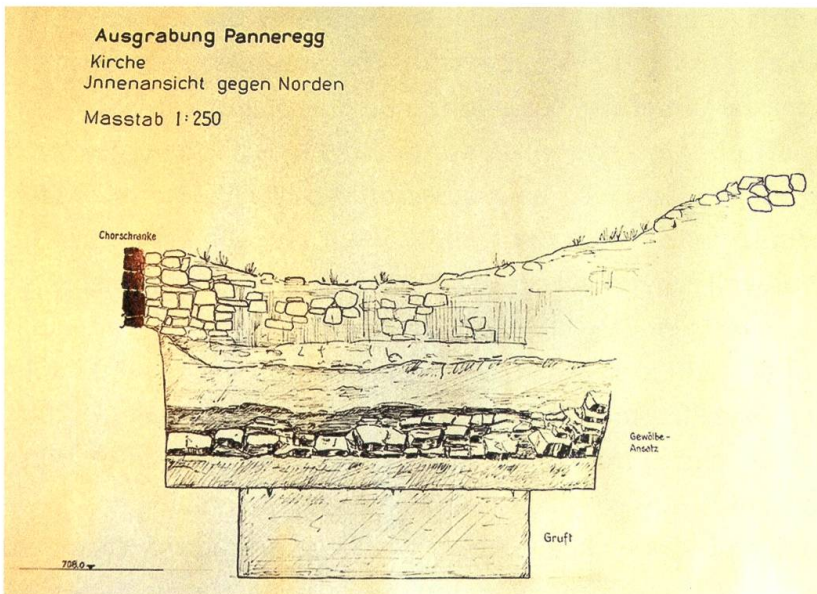 Ausgrabung Panneregg
Kirche
Jnnenansicht gegen Norden
Masstab 1:250
Chorschranke
Gewölbe-
Ansatz
Gruft
708.0